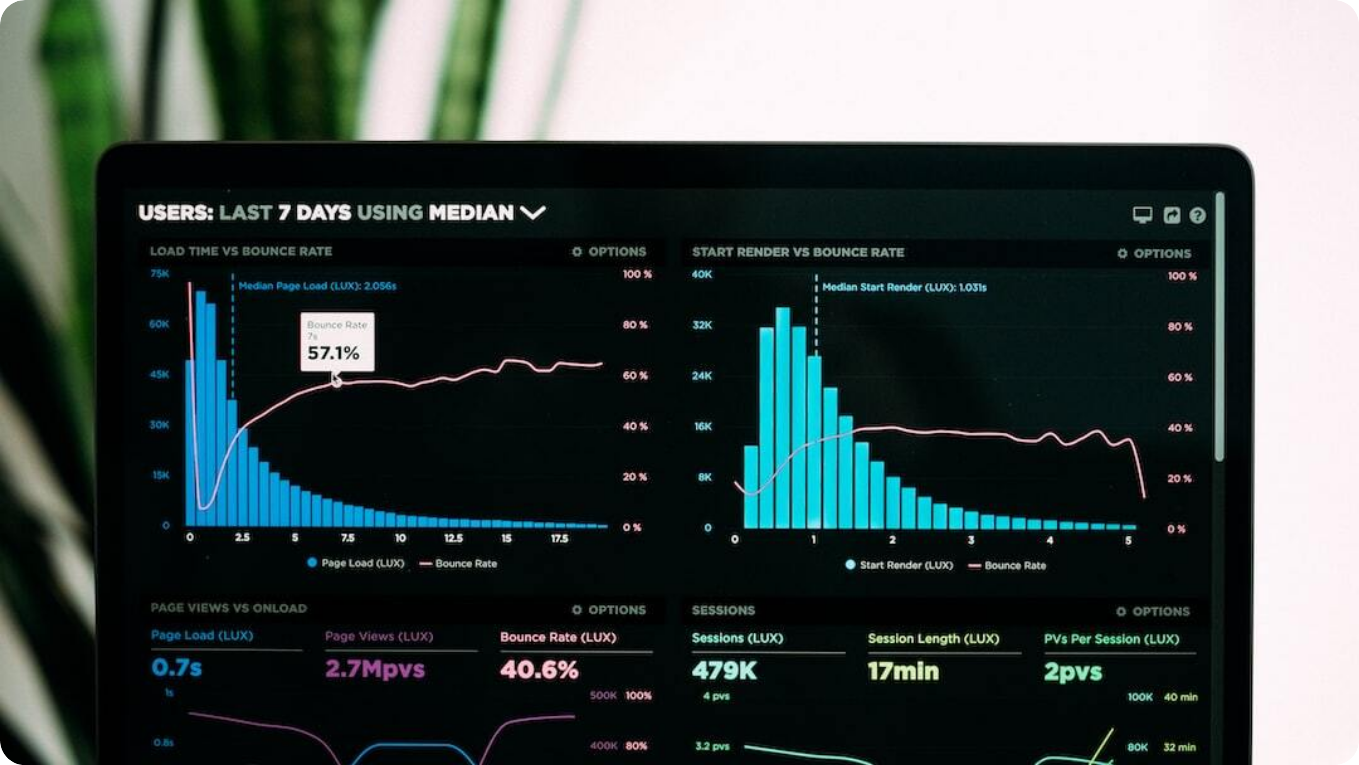 USERS: LAST 7 DAYS USING MEDIAN
LOAD TIME VS BOUNCE RATE
OPTIONS
75K
60K
45K
30K
15K
0
Median Page Load (LUX): 2.056s
Bounce Rate
7s
57.1%
100 %
80 %
60 %
40 %
20 %
0 %
0 2.5 5 7.5 10 12.5 15 17.5
Page Load (LUX) Bounce Rate
START RENDER VS BOUNCE RATE
OPTIONS
40K
32K
24K
16K
8K
0
Median Start Render (LUX): 1.031s
100 %
80 %
60 %
40 %
20 %
0 %
0 1 2 3 4 5
Start Render (LUX) Bounce Rate
PAGE VIEWS VS ONLOAD
OPTIONS
Page Load (LUX) Page Views (LUX) Bounce Rate (LUX)
0.7s 2.7Mpvs 40.6%
1s 500K 100%
0.8s 400K 80%
SESSIONS
OPTIONS
Sessions (LUX) Session Length (LUX) PVs Per Session (LUX)
479K 17min 2pvs
4 pvs 100K 40 min
3.2 pvs 80K 32 min